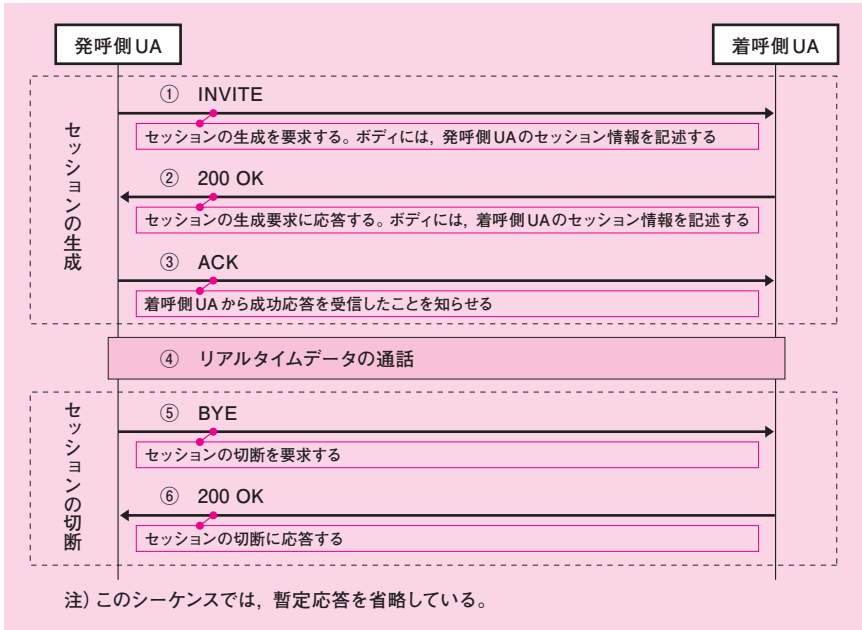 発呼側UA
着呼側UA
セッションの生成
① INVITE
セッションの生成を要求する。ボディには，発呼側UAのセッション情報を記述する
② 200 OK
セッションの生成要求に応答する。ボディには，着呼側UAのセッション情報を記述する
③ ACK
着呼側UAから成功応答を受信したことを知らせる
④ リアルタイムデータの通話
セッションの切断
⑤ BYE
セッションの切断を要求する
⑥ 200 OK
セッションの切断に応答する
注）このシーケンスでは，暫定応答を省略している。